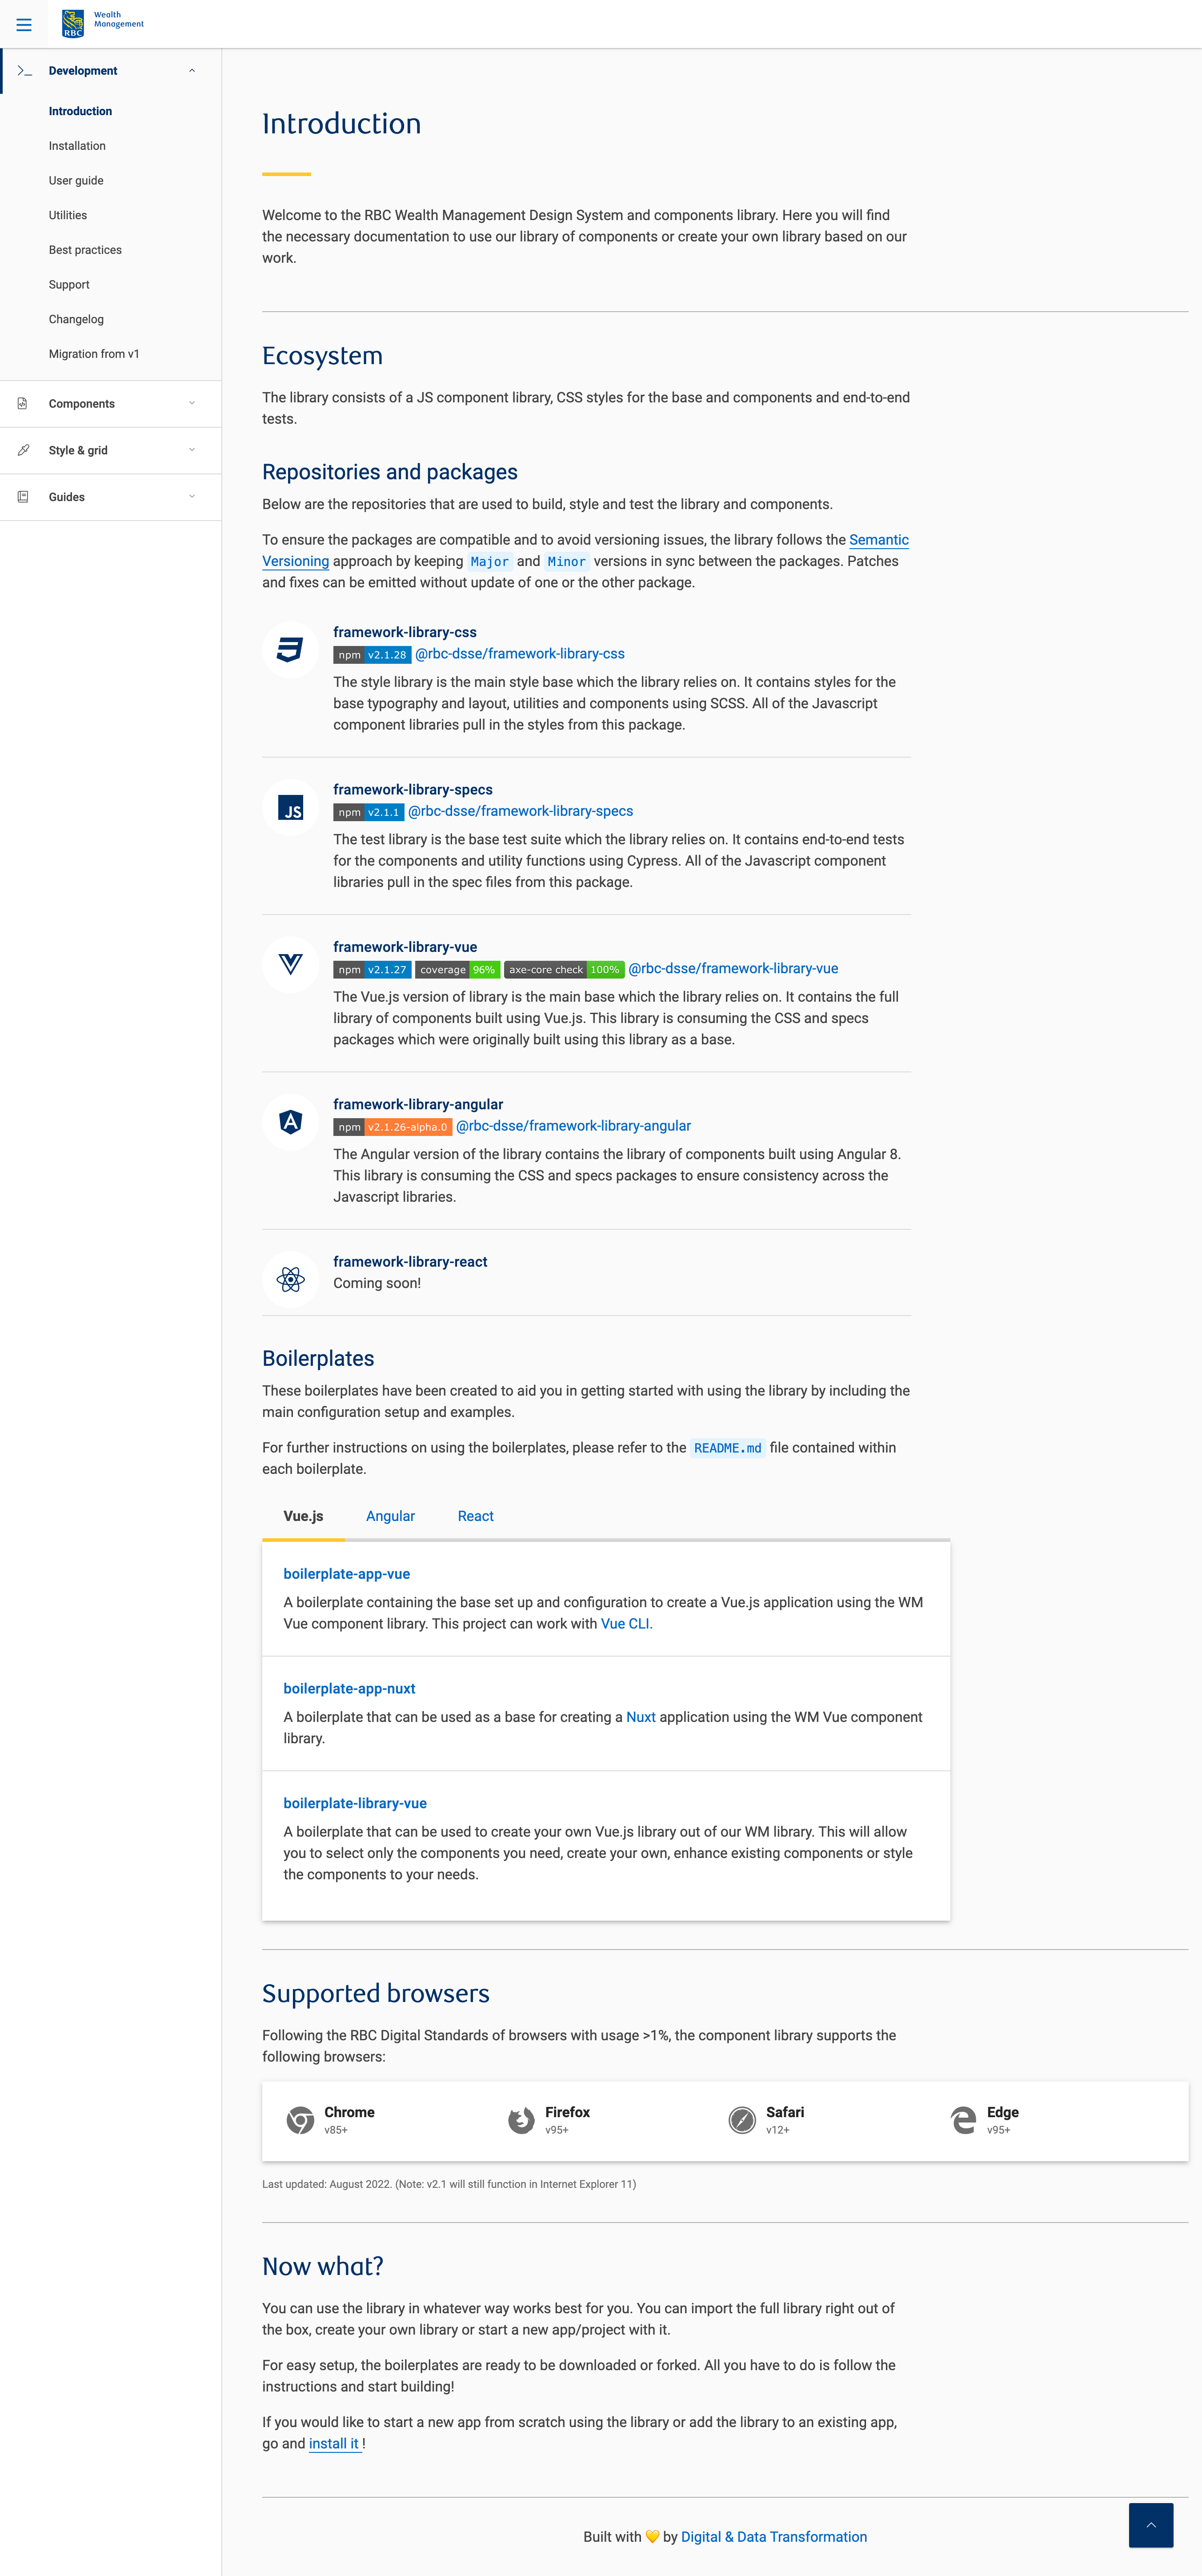 RBC
Wealth
Management
Development
Introduction
Installation
User guide
Utilities
Best practices
Support
Changelog
Migration from v1
Components
Style & grid
Guides
Introduction
Welcome to the RBC Wealth Management Design System and components library. Here you will find
the necessary documentation to use our library of components or create your own library based on our
work.
Ecosystem
The library consists of a JS component library, CSS styles for the base and components and end-to-end
tests.
Repositories and packages
Below are the repositories that are used to build, style and test the library and components.
To ensure the packages are compatible and to avoid versioning issues, the library follows the Semantic
Versioning approach by keeping Major and Minor versions in sync between the packages. Patches
and fixes can be emitted without update of one or the other package.
framework-library-css
npm v2.1.28 @rbc-dsse/framework-library-css
The style library is the main style base which the library relies on. It contains styles for the
base typography and layout, utilities and components using SCSS. All of the Javascript
component libraries pull in the styles from this package.
JS
framework-library-specs
npm v2.1.1 @rbc-dsse/framework-library-specs
The test library is the base test suite which the library relies on. It contains end-to-end tests
for the components and utility functions using Cypress. All of the Javascript component
libraries pull in the spec files from this package.
framework-library-vue
npm v2.1.27 coverage 96% axe-core check 100% @rbc-dsse/framework-library-vue
The Vue.js version of library is the main base which the library relies on. It contains the full
library of components built using Vue.js. This library is consuming the CSS and specs
packages which were originally built using this library as a base.
framework-library-angular
npm v2.1.26-alpha.0 @rbc-dsse/framework-library-angular
The Angular version of the library contains the library of components built using Angular 8.
This library is consuming the CSS and specs packages to ensure consistency across the
Javascript libraries.
framework-library-react
Coming soon!
Boilerplates
These boilerplates have been created to aid you in getting started with using the library by including the
main configuration setup and examples.
For further instructions on using the boilerplates, please refer to the README.md file contained within
each boilerplate.
Vue.js Angular React
boilerplate-app-vue
A boilerplate containing the base set up and configuration to create a Vue.js application using the WM
Vue component library. This project can work with Vue CLI.
boilerplate-app-nuxt
A boilerplate that can be used as a base for creating a Nuxt application using the WM Vue component
library.
boilerplate-library-vue
A boilerplate that can be used to create your own Vue.js library out of our WM library. This will allow
you to select only the components you need, create your own, enhance existing components or style
the components to your needs.
Supported browsers
Following the RBC Digital Standards of browsers with usage >1%, the component library supports the
following browsers:
Chrome
v85+
Firefox
v95+
Safari
v12+
Edge
v95+
Last updated: August 2022. (Note: v2.1 will still function in Internet Explorer 11)
Now what?
You can use the library in whatever way works best for you. You can import the full library right out of
the box, create your own library or start a new app/project with it.
For easy setup, the boilerplates are ready to be downloaded or forked. All you have to do is follow the
instructions and start building!
If you would like to start a new app from scratch using the library or add the library to an existing app,
go and install it !
Built with 💛 by Digital & Data Transformation